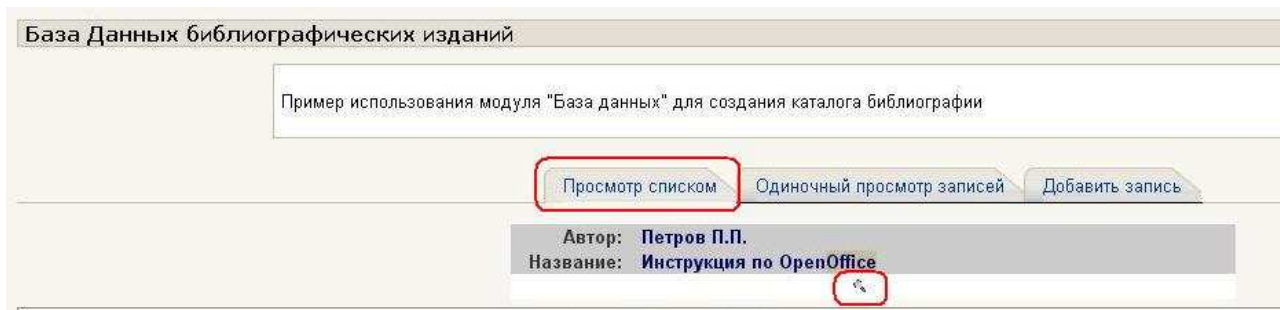 База Данных библиографических изданий
Пример использования модуля "База данных" для создания каталога библиографии
Просмотр списком Одиночный просмотр записей Добавить запись
Автор: Петров П.П.
Название: Инструкция по OpenOffice